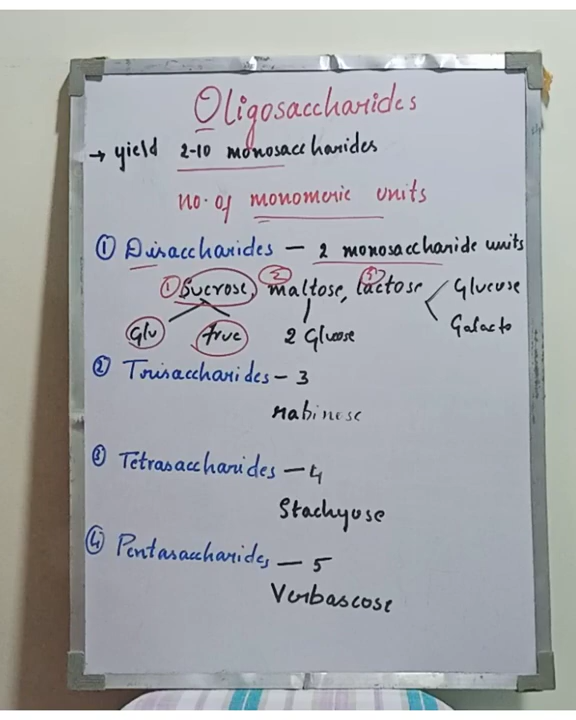 Oligosaccharides
→ yield 2-10 monosaccharides
no. of monomeric units
① Disaccharides — 2 monosaccharide units
① Sucrose, ② maltose, ③ lactose Glucose
Glu fruc 2 Glucose Galacto
② Trisaccharides - 3
rabinose
③ Tetrasaccharides — 4
Stachyose
④ Pentasaccharides — 5
Verbascose